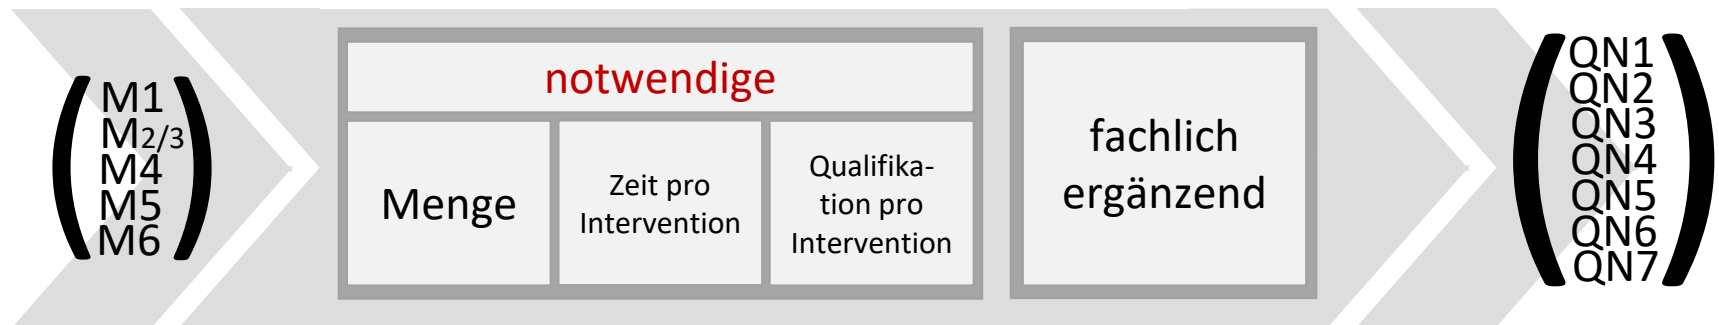 M1
M2/3
M4
M5
M6
notwendige
Menge
Zeit pro
Intervention
Qualifika-
tion pro
Intervention
fachlich
ergänzend
QN1
QN2
QN3
QN4
QN5
QN6
QN7